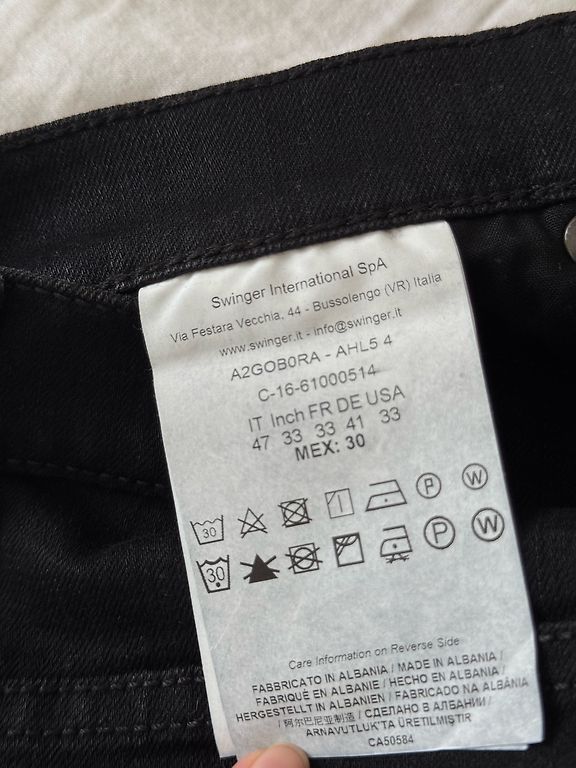 Swinger International SpA
Via Festara Vecchia, 44 - Bussolengo (VR) Italia
www.swinger.it - info@swinger.it
A2GOB0RA - AHL5 4
C-16-61000514
IT Inch FR DE USA
47 33 33 41 33
MEX: 30
30 P W
30 P W
Care Information on Reverse Side
FABBRICATO IN ALBANIA / MADE IN ALBANIA /
FABRIQUÉ EN ALBANIE / HECHO EN ALBANIA /
HERGESTELLT IN ALBANIEN / FABRICADO NA ALBÂNIA
/ 阿尔巴尼亚制造 / СДЕЛАНО В АЛБАНИИ /
ARNAVUTLUK'TA ÜRETILMIŞTIR
CA50584